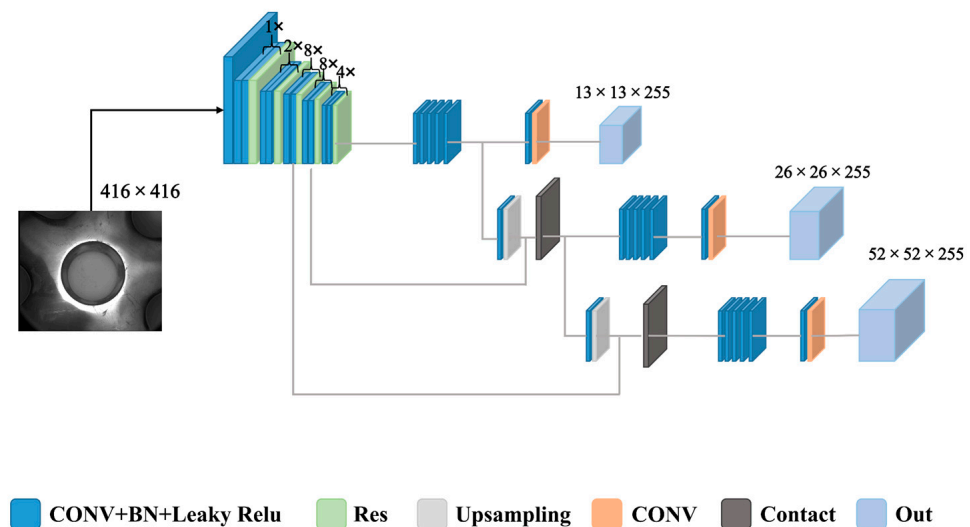 1×
2×
8×
8×
4×
13 × 13 × 255
416 × 416
26 × 26 × 255
52 × 52 × 255
CONV+BN+Leaky Relu
Res
Upsampling
CONV
Contact
Out